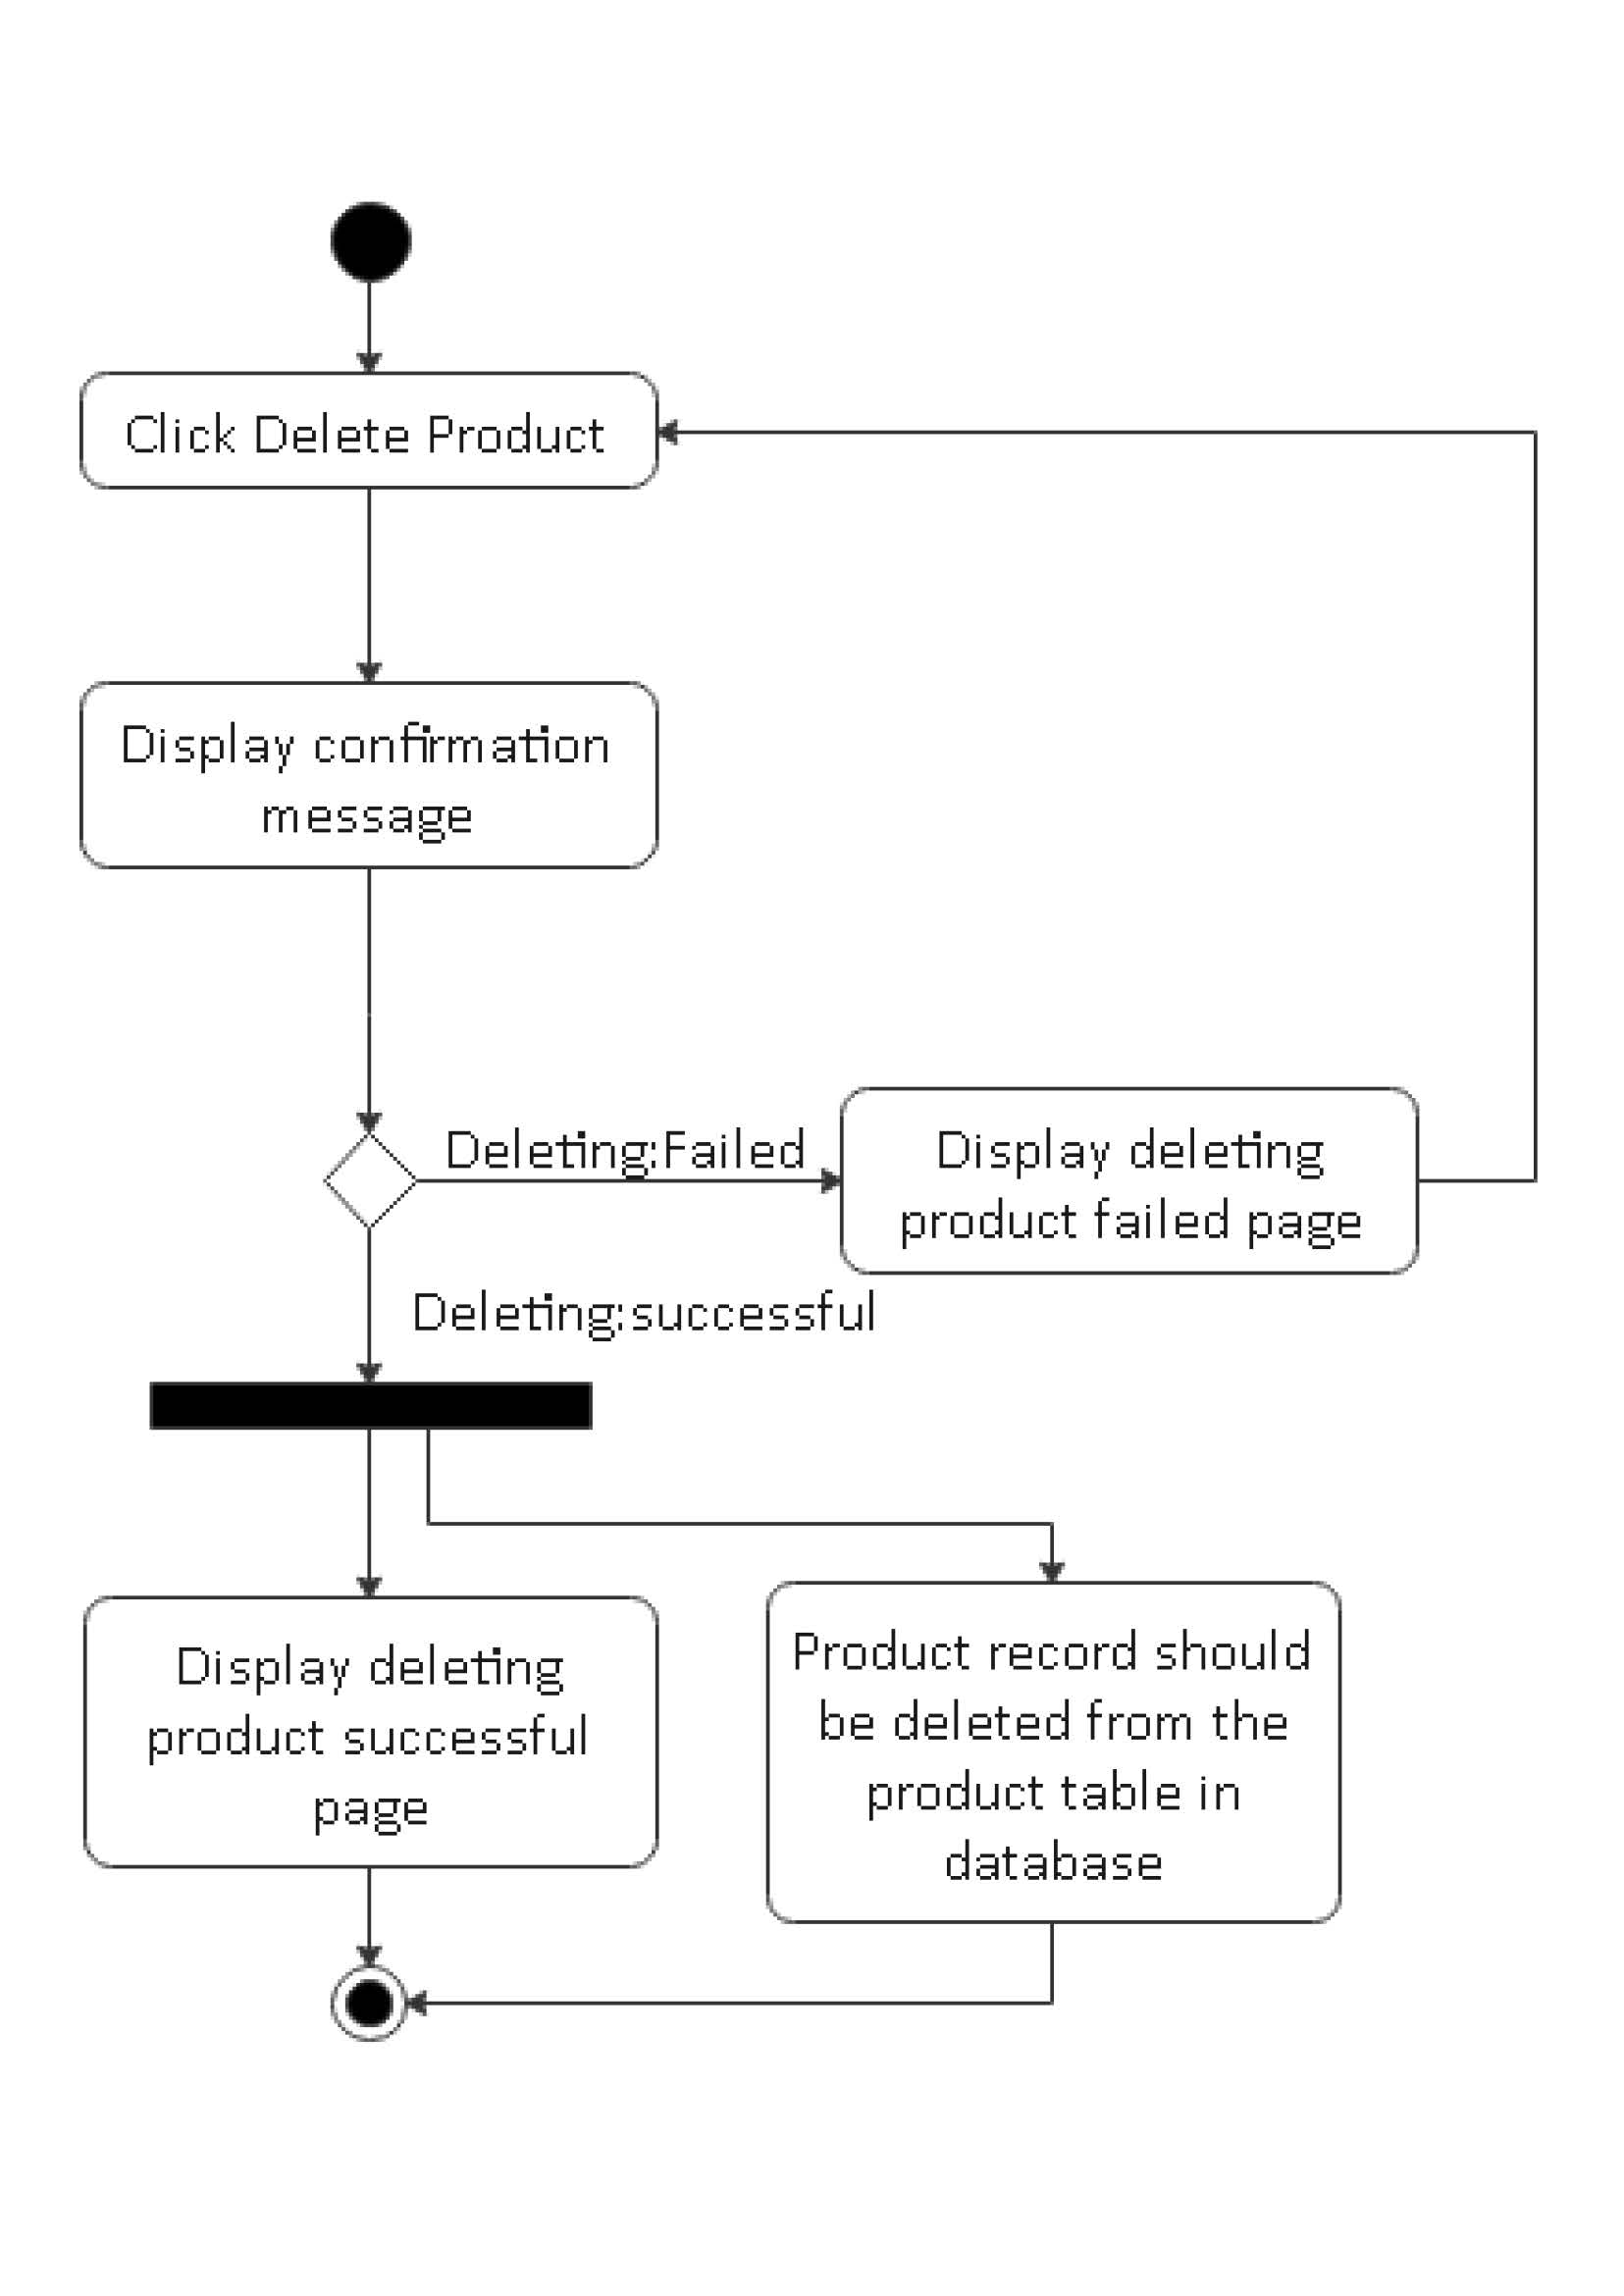 Click Delete Product
Display confirmation
message
Deleting:Failed
Display deleting
product failed page
Deleting:successful
Display deleting
product successful
page
Product record should
be deleted from the
product table in
database